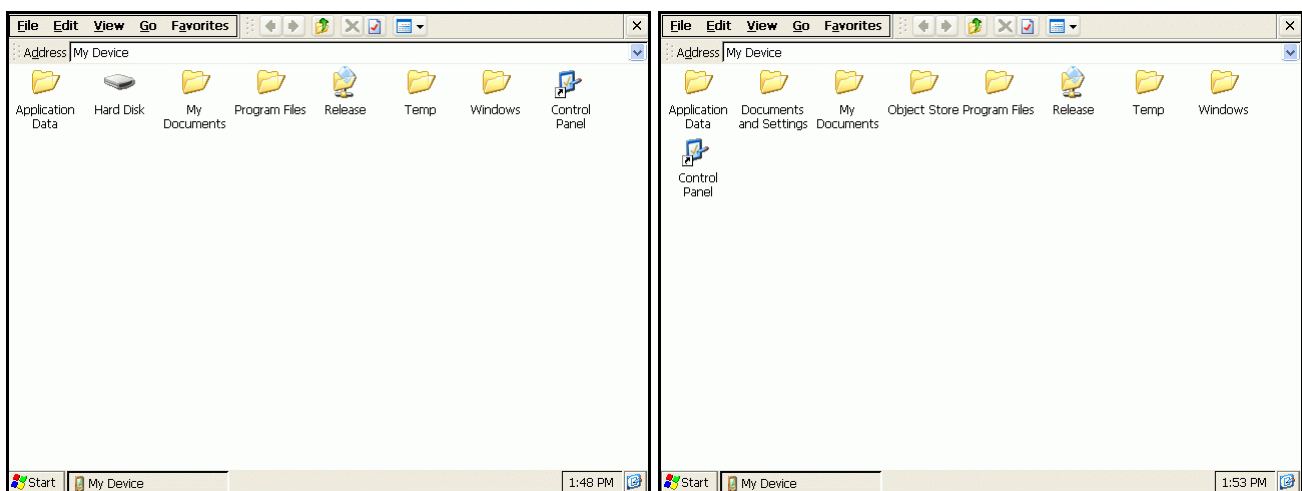 File Edit View Go Favorites
Address My Device
Application Data
Hard Disk
My Documents
Program Files
Release
Temp
Windows
Control Panel
Start My Device 1:48 PM
File Edit View Go Favorites
Address My Device
Application Data
Documents and Settings
My Documents
Object Store
Program Files
Release
Temp
Windows
Control Panel
Start My Device 1:53 PM